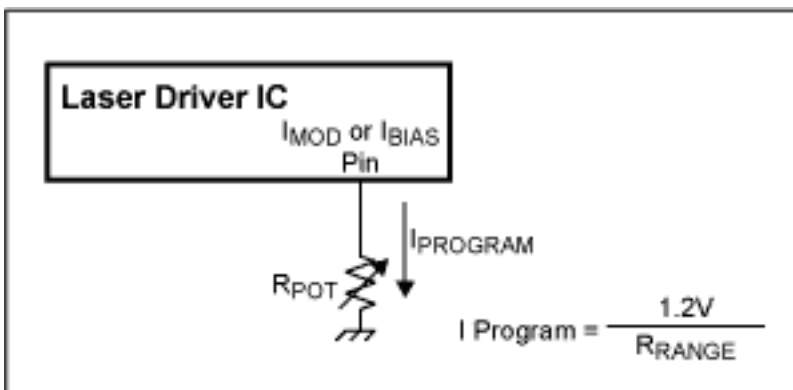 Laser Driver IC
IMOD or IBIAS
Pin
IPROGRAM
RPOT
I Program = 1.2V
RRANGE